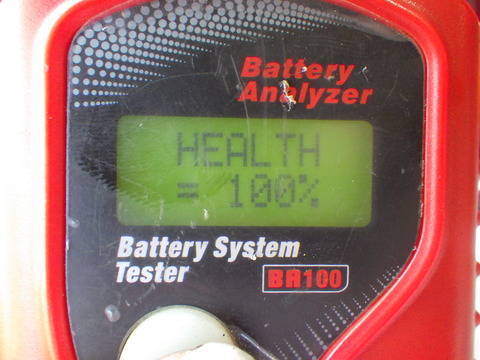 Battery
Analyzer
HEALTH
= 100%
Battery System
Tester
BA100